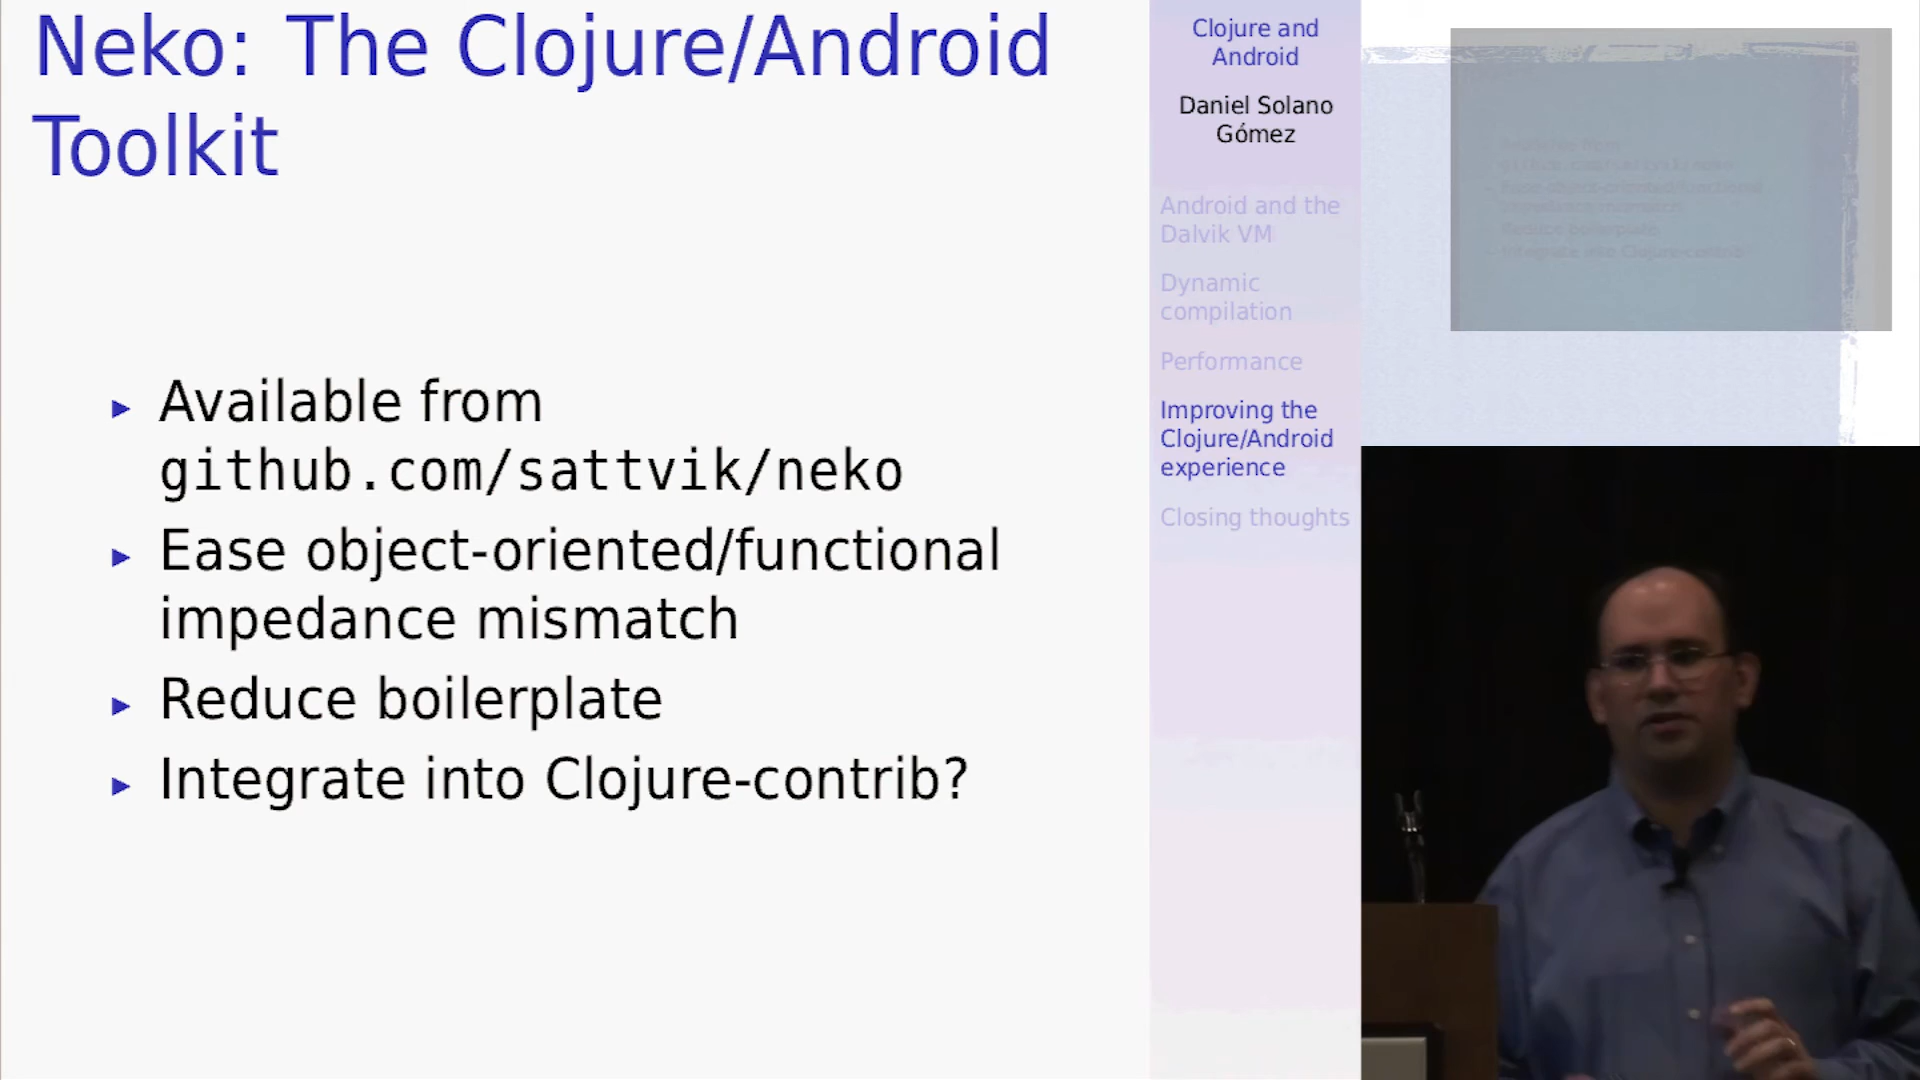 Neko: The Clojure/Android
Toolkit
▸ Available from
github.com/sattvik/neko
▸ Ease object-oriented/functional
impedance mismatch
▸ Reduce boilerplate
▸ Integrate into Clojure-contrib?
Clojure and
Android
Daniel Solano
Gómez
Android and the
Dalvik VM
Dynamic
compilation
Performance
Improving the
Clojure/Android
experience
Closing thoughts